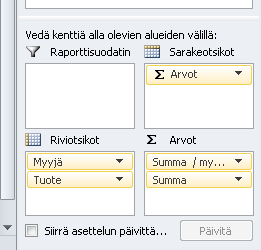 Vedä kenttiä alla olevien alueiden välillä:
Raporttisuodatin Sarakeotsikot
Σ Arvot
Riviotsikot Σ Arvot
Myyjä Summa / my...
Tuote Summa
Siirrä asettelun päivittä... Päivitä